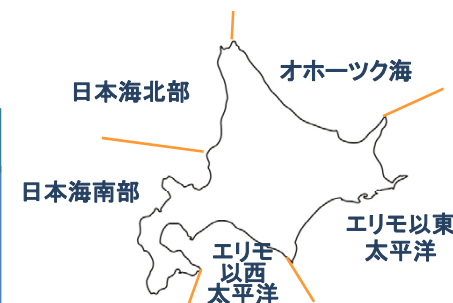 オホーツク海
日本海北部
日本海南部
エリモ以東
太平洋
エリモ
以西
太平洋